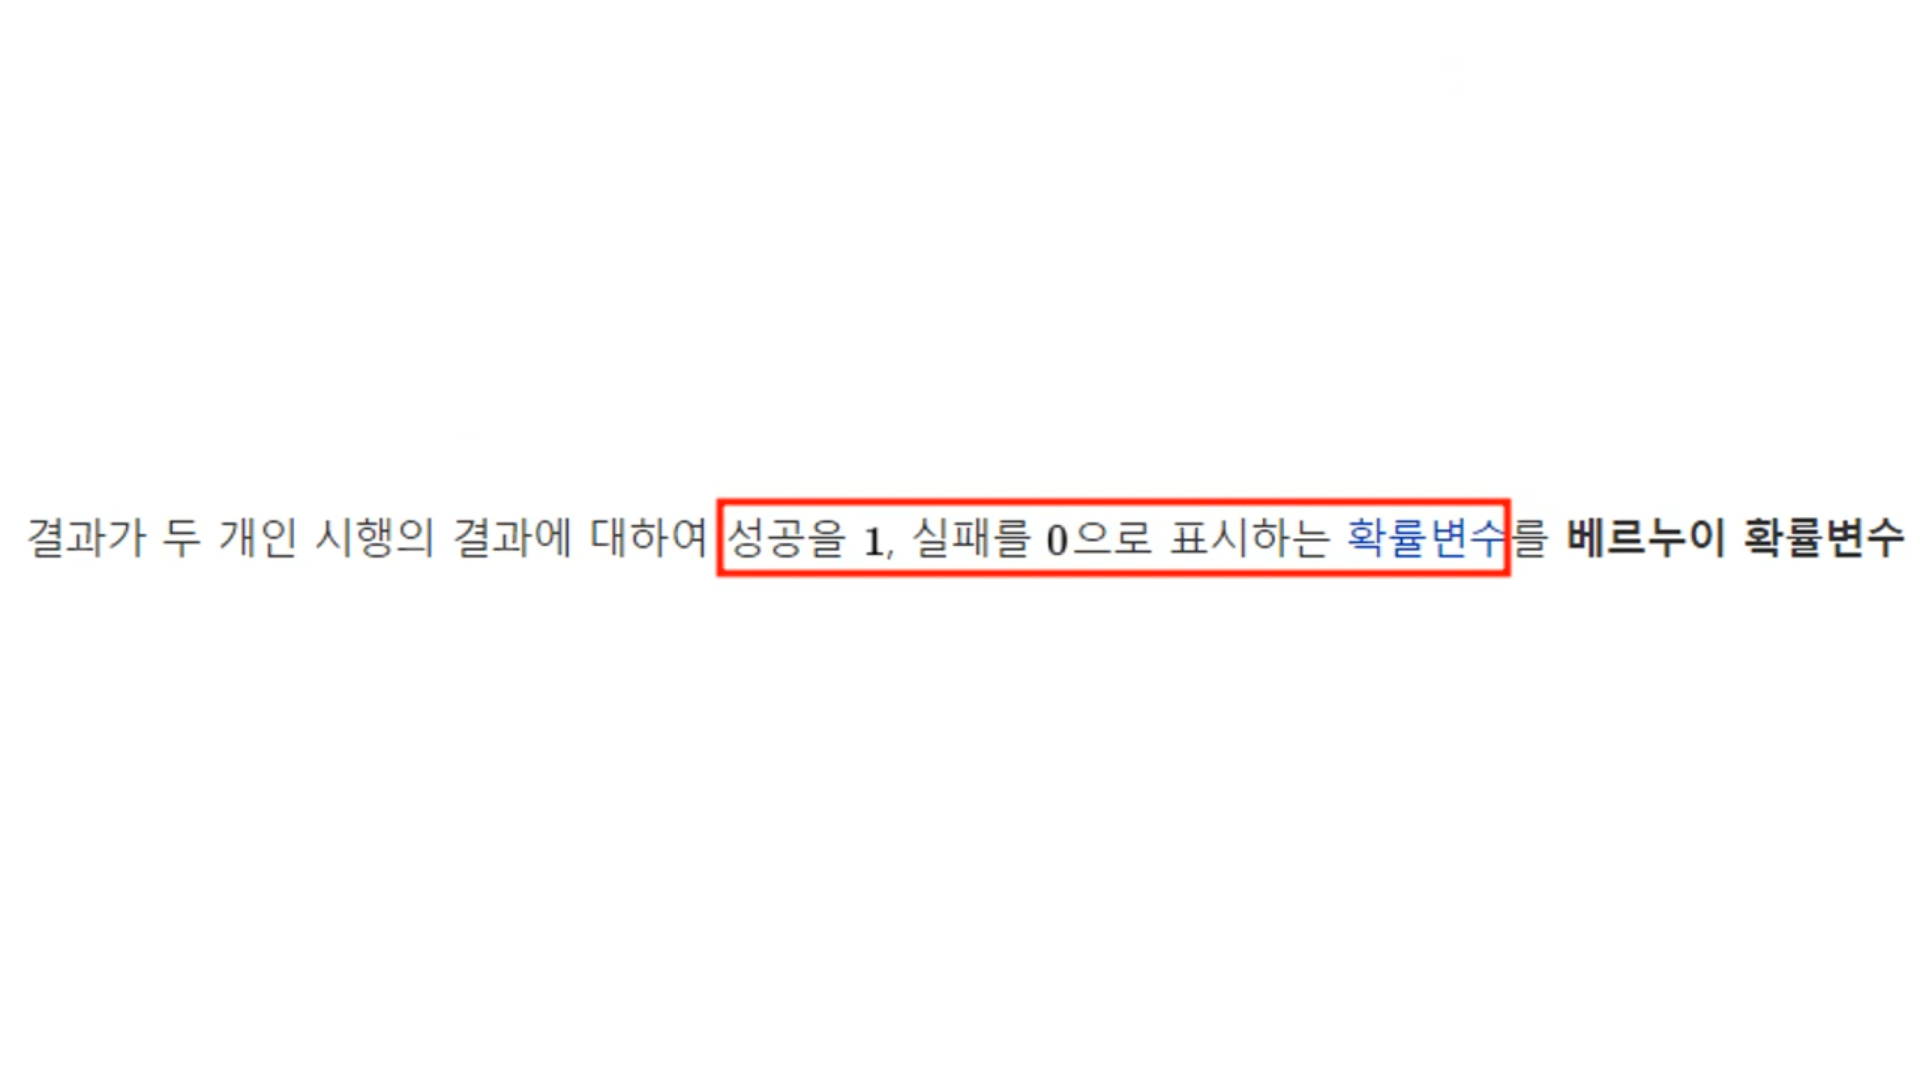 결과가 두 개인 시행의 결과에 대하여 성공을 1, 실패를 0으로 표시하는 확률변수를 베르누이 확률변수